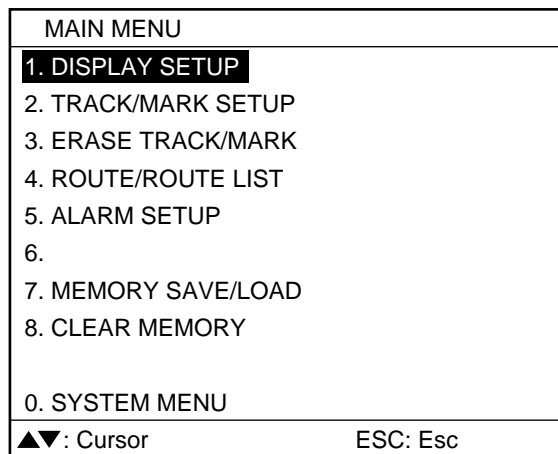 MAIN MENU
1. DISPLAY SETUP
2. TRACK/MARK SETUP
3. ERASE TRACK/MARK
4. ROUTE/ROUTE LIST
5. ALARM SETUP
6.
7. MEMORY SAVE/LOAD
8. CLEAR MEMORY
0. SYSTEM MENU
▲▼: Cursor ESC: Esc